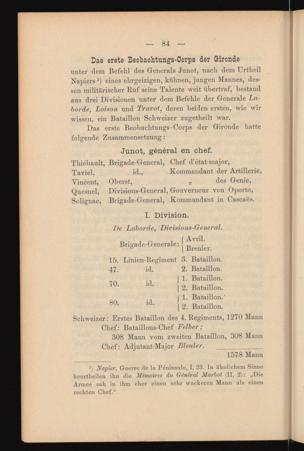 — 84 —
Das erste Beobachtungs-Corps der Gironde
unter dem Befehl des Generals Junot, nach dem Urtheil
Napiers ¹) eines ehrgeizigen, kühnen, jungen Mannes, des-
sen militärischer Ruf seine Talente weit übertraf, bestand
aus drei Divisionen unter dem Befehle der Generale La-
borde, Loison und Travot, deren beiden ersten, wie wir
wissen, ein Bataillon Schweizer zugetheilt war.
Das erste Beobachtungs-Corps der Gironde hatte
folgende Zusammensetzung:
Junot, général en chef.
Thiébault, Brigade-General, Chef d'état-major,
Taviel, id., Kommandant der Artillerie,
Vincent, Oberst, „ des Genie,
Quesnel, Divisions-General, Gouverneur von Oporto,
Solignac, Brigade-General, Kommandant in Cascaës.
I. Division.
De Laborde, Divisions-General.
Brigade-Generale: { Avril.
Brenier.
15. Linien-Regiment 3. Bataillon.
47. id. 2. Bataillon.
70. id. { 1. Bataillon.
2. Bataillon.
80. id. { 1. Bataillon.
2. Bataillon.
Schweizer: Erstes Bataillon des 4. Regiments, 1270 Mann
Chef: Bataillons-Chef Felber;
308 Mann vom zweiten Bataillon, 308 Mann
Chef: Adjutant-Major Bleuler.
1578 Mann
¹) Napier, Guerre de la Péninsule, I, 23. In ähnlichem Sinne
beurtheilen ihn die Mémoires du Général Marbot (II, 2): „Die
Armee sah in ihm eher einen sehr wackeren Mann als einen
rechten Chef.“